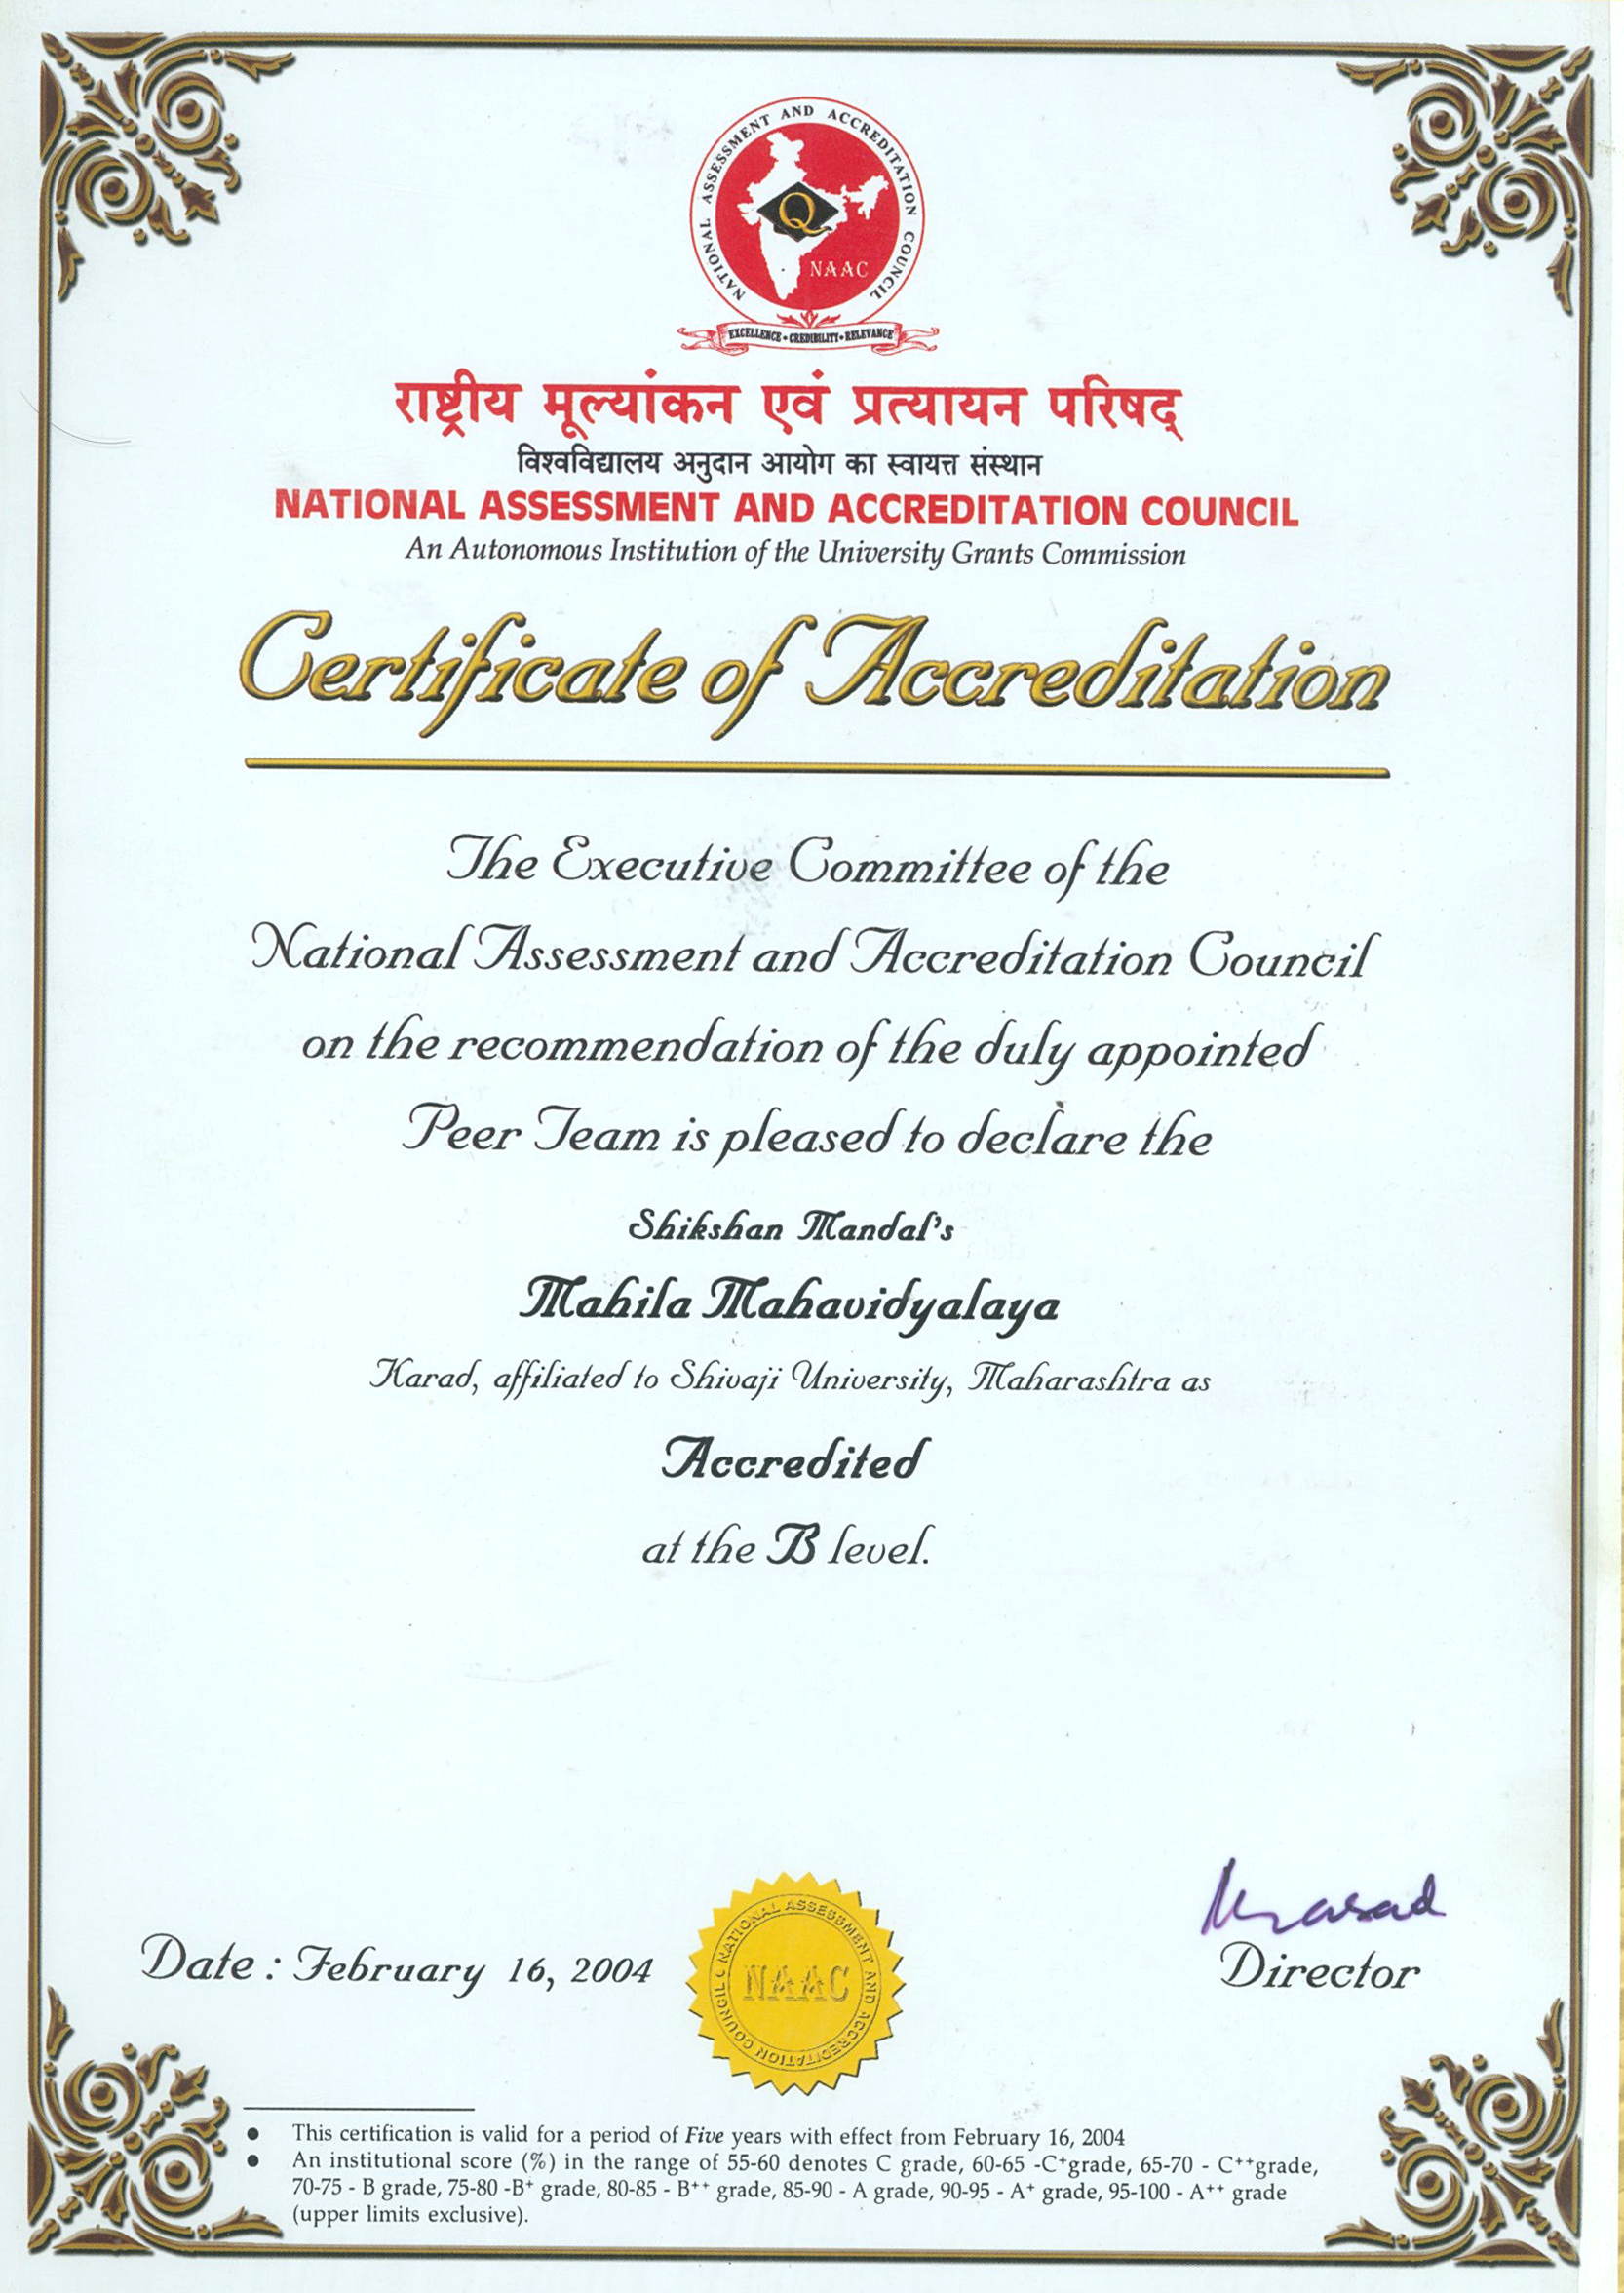 NATIONAL ASSESSMENT AND ACCREDITATION COUNCIL
Q
NAAC
EXCELLENCE • CREDIBILITY • RELEVANCE
राष्ट्रीय मूल्यांकन एवं प्रत्यायन परिषद्
विश्वविद्यालय अनुदान आयोग का स्वायत्त संस्थान
NATIONAL ASSESSMENT AND ACCREDITATION COUNCIL
An Autonomous Institution of the University Grants Commission
Certificate of Accreditation
The Executive Committee of the
National Assessment and Accreditation Council
on the recommendation of the duly appointed
Peer Team is pleased to declare the
Shikshan Mandal's
Mahila Mahavidyalaya
Karad, affiliated to Shivaji University, Maharashtra as
Accredited
at the B level.
Prasad
Date : February 16, 2004
NATIONAL ASSESSMENT AND ACCREDITATION COUNCIL
NAAC
Director
• This certification is valid for a period of Five years with effect from February 16, 2004
• An institutional score (%) in the range of 55-60 denotes C grade, 60-65 -C⁺grade, 65-70 - C⁺⁺grade,
70-75 - B grade, 75-80 -B⁺ grade, 80-85 - B⁺⁺ grade, 85-90 - A grade, 90-95 - A⁺ grade, 95-100 - A⁺⁺ grade
(upper limits exclusive).